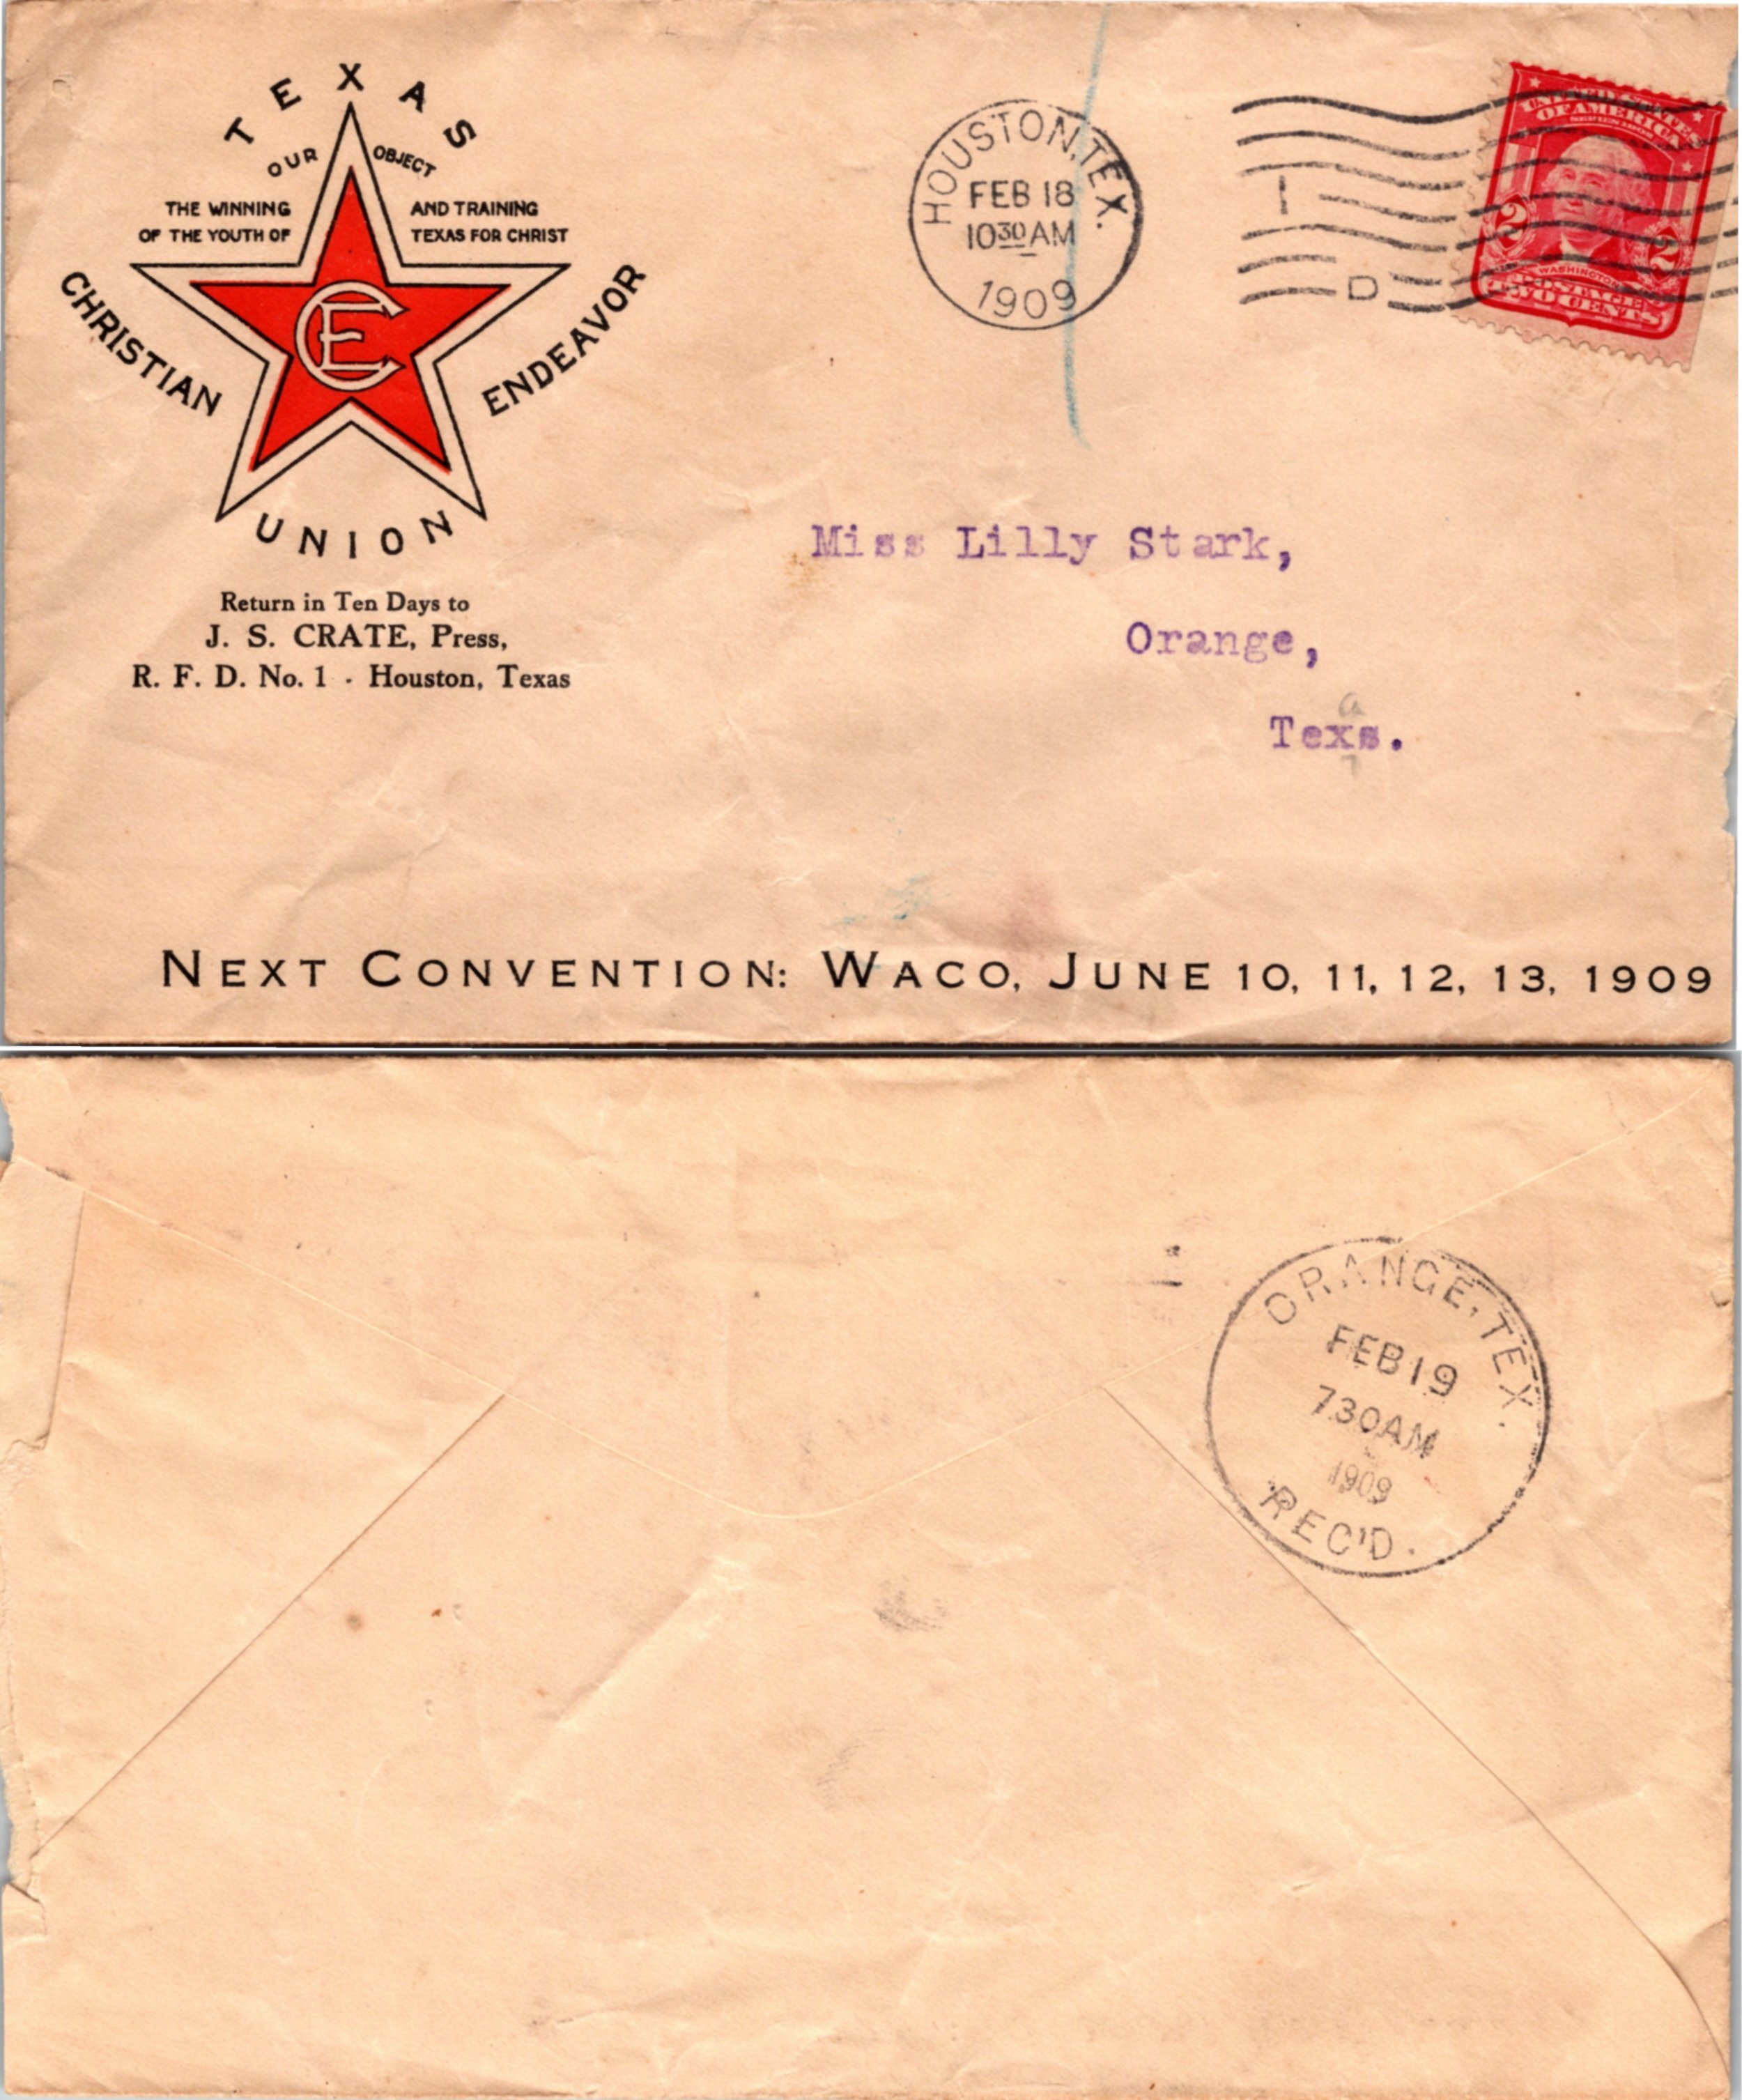 TEXAS
OUR OBJECT
THE WINNING AND TRAINING
OF THE YOUTH OF TEXAS FOR CHRIST
CHRISTIAN ENDEAVOR
CE
UNION
Return in Ten Days to
J. S. CRATE, Press,
R. F. D. No. 1 - Houston, Texas
HOUSTON, TEX.
FEB 18
10 30 AM
1909
1
D
UNITED STATES
OF AMERICA
SERIES 1902
2 2
WASHINGTON
TWO CENTS
Miss Lilly Stark,
Orange,
a
Texs.
NEXT CONVENTION: WACO, JUNE 10, 11, 12, 13, 1909
ORANGE, TEX.
FEB 19
7 30 AM
1909
REC'D.